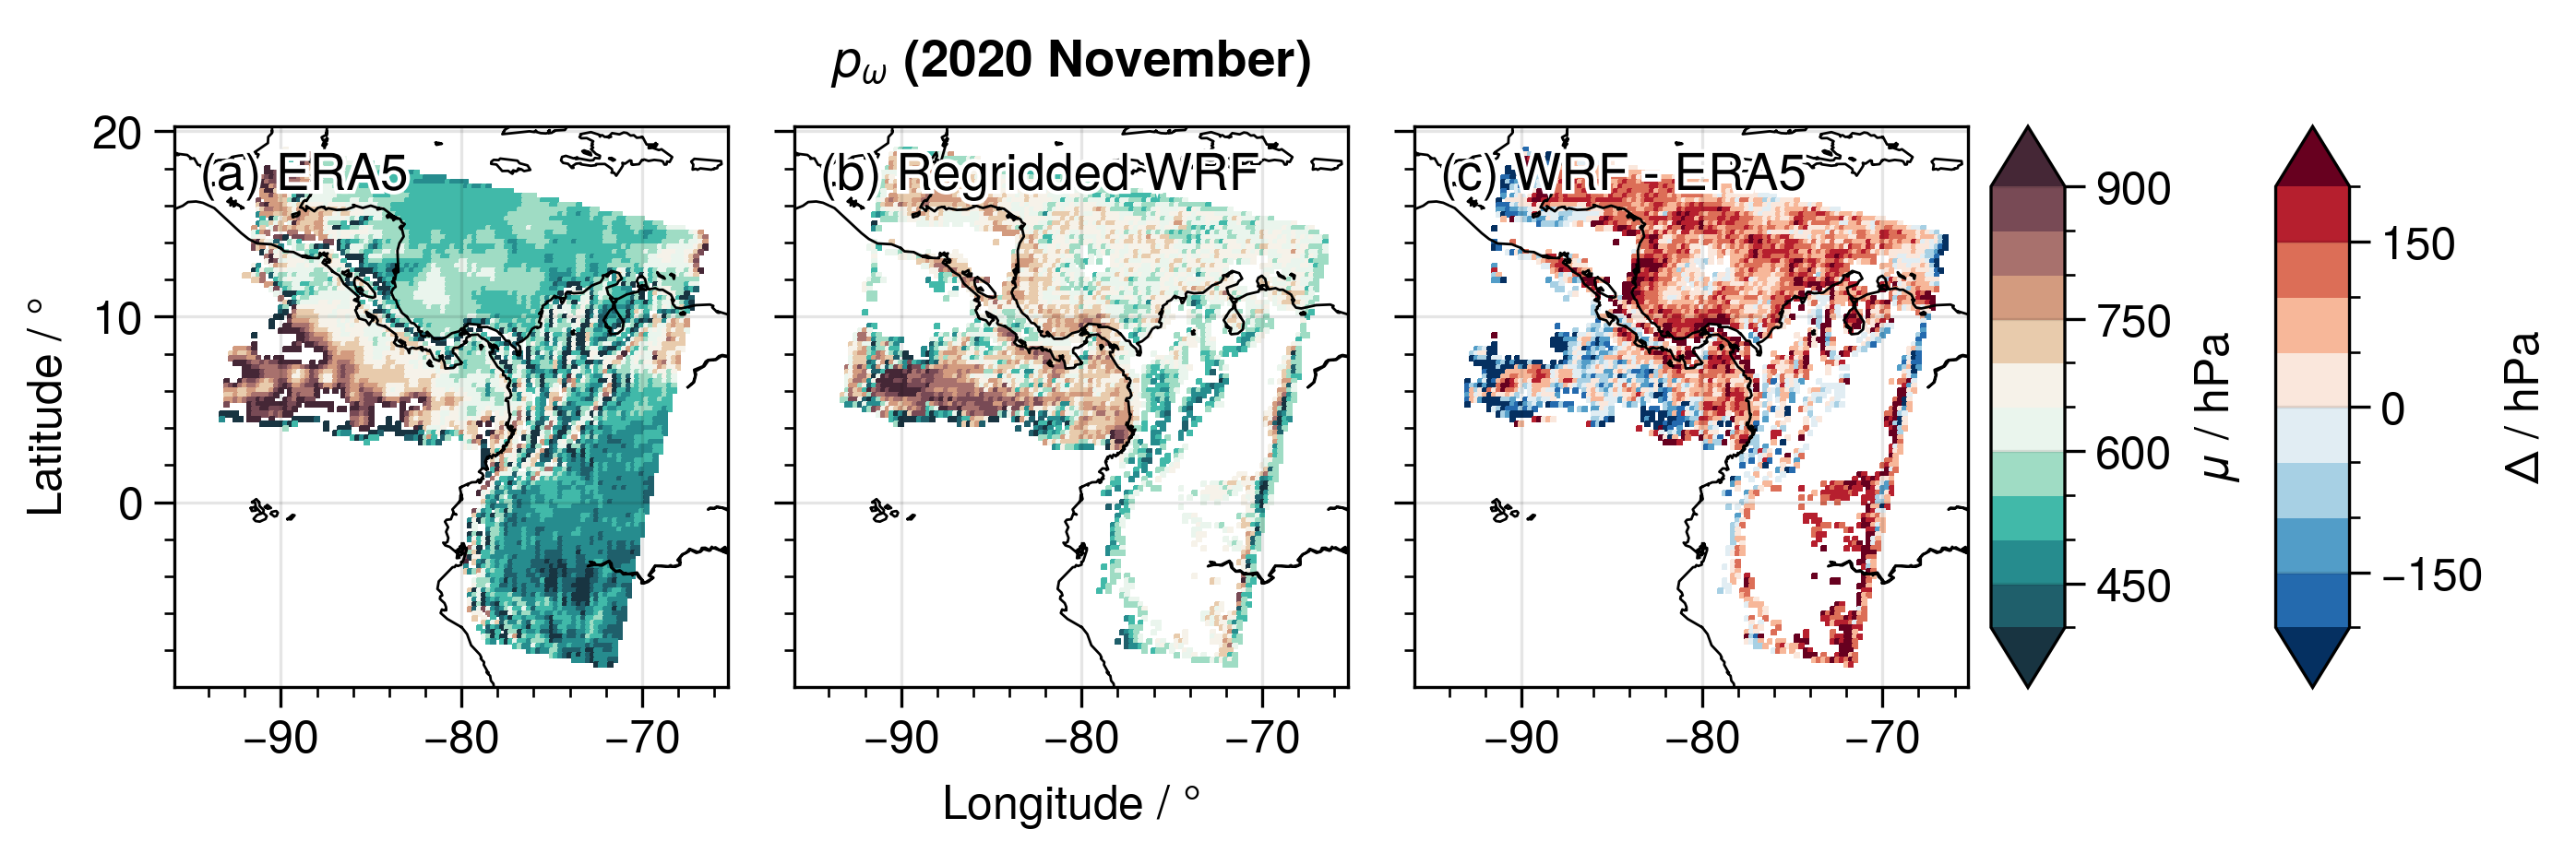 pω (2020 November)
(a) ERA5
(b) Regridded WRF
(c) WRF - ERA5
20
10
0
Latitude / °
−90
−80
−70
−90
−80
−70
−90
−80
−70
Longitude / °
900
750
600
450
μ / hPa
150
0
−150
Δ / hPa